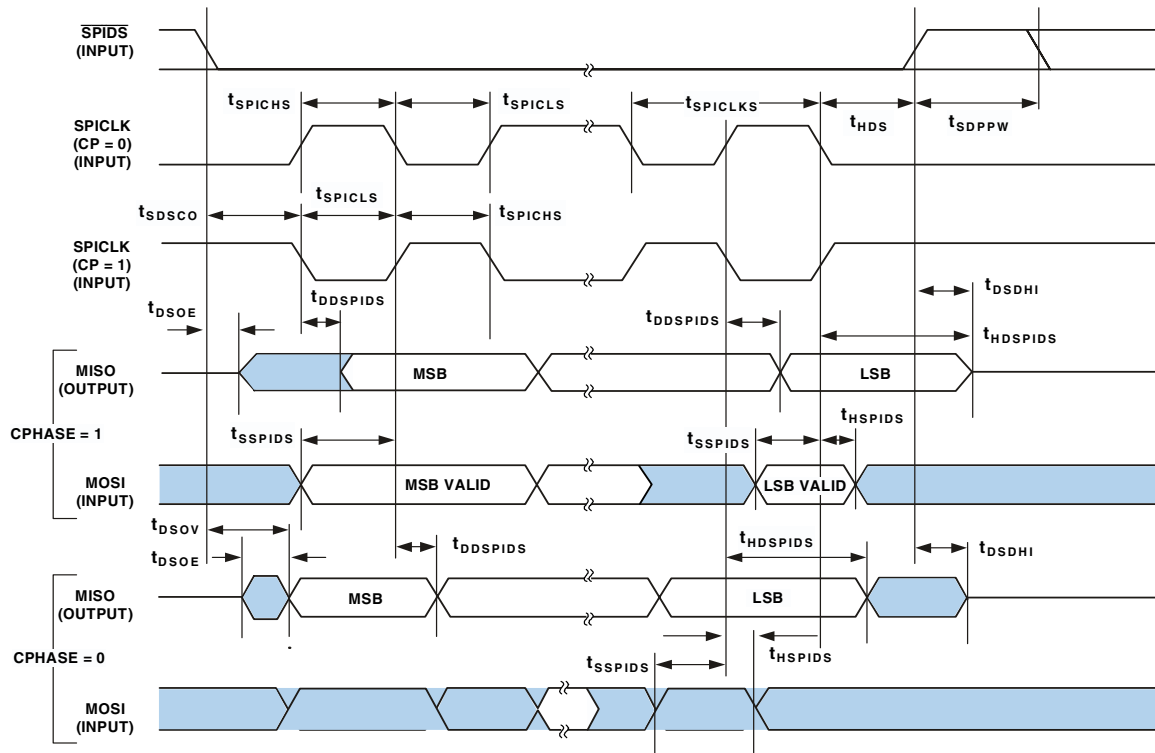 SPIDS
(INPUT)
tSPICHS
tSPICLS
tSPICLKS
tHDS
tSDPPW
SPICLK
(CP = 0)
(INPUT)
tSPICLS
tSDSCO
tSPICHS
SPICLK
(CP = 1)
(INPUT)
tDSOE
tDDSPIDS
tDDSPIDS
tDSDHI
tHDSPIDS
MISO
(OUTPUT)
MSB
LSB
CPHASE = 1
tSSPIDS
tSSPIDS
tHSPIDS
MOSI
(INPUT)
MSB VALID
LSB VALID
tDSOV
tDSOE
tDDSPIDS
tHDSPIDS
tDSDHI
MISO
(OUTPUT)
MSB
LSB
CPHASE = 0
tSSPIDS
tHSPIDS
MOSI
(INPUT)